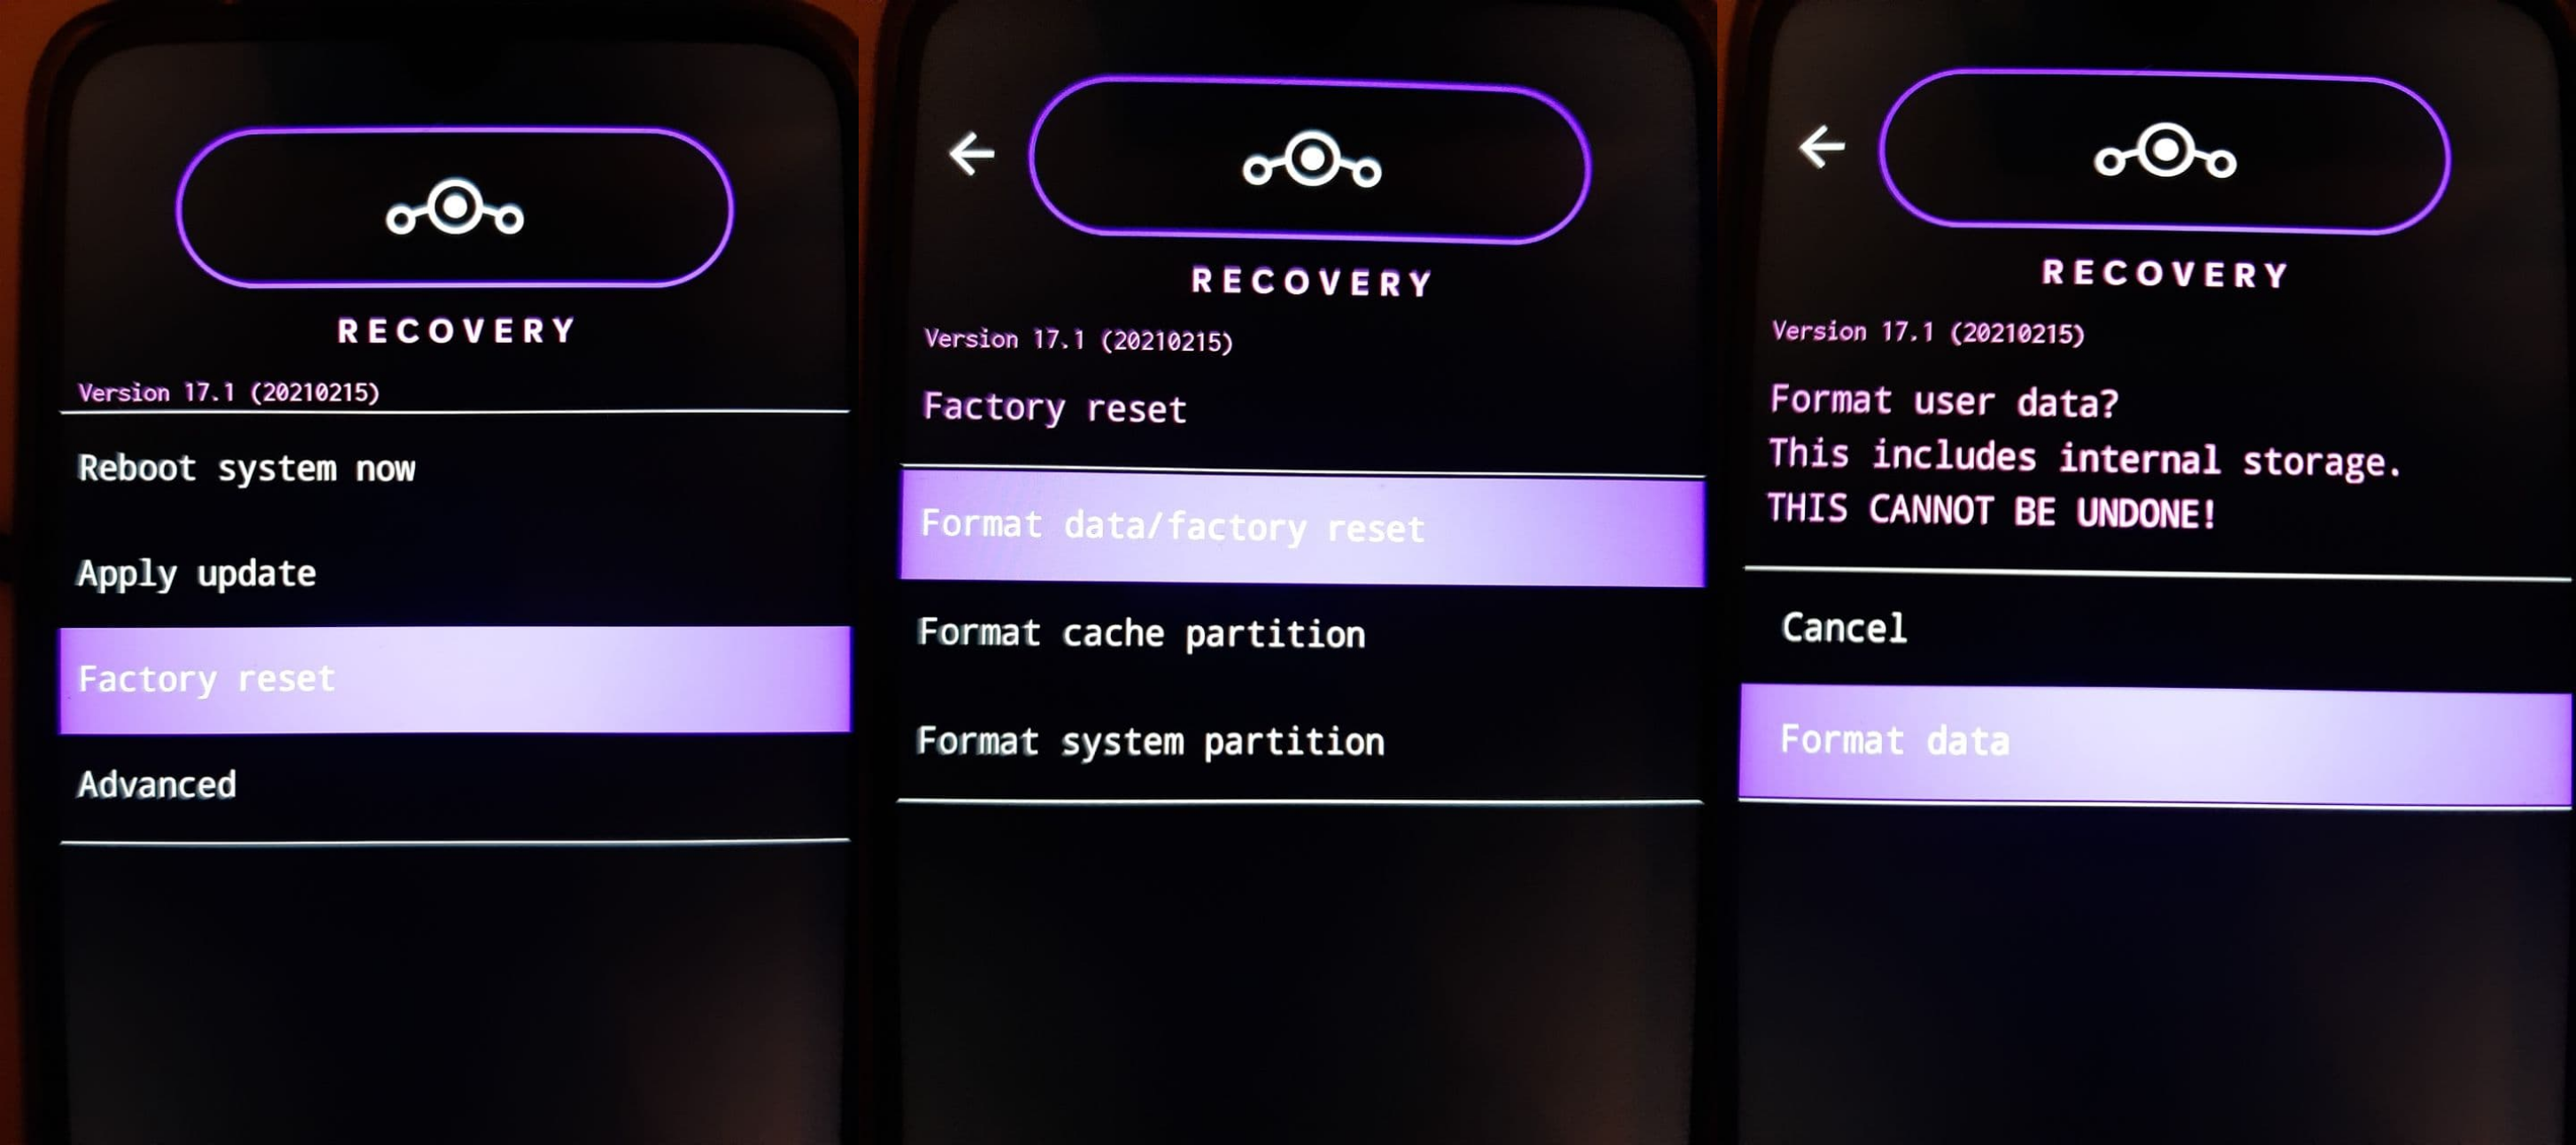 RECOVERY
Version 17.1 (20210215)
Reboot system now
Apply update
Factory reset
Advanced
RECOVERY
Version 17.1 (20210215)
Factory reset
Format data/factory reset
Format cache partition
Format system partition
RECOVERY
Version 17.1 (20210215)
Format user data?
This includes internal storage.
THIS CANNOT BE UNDONE!
Cancel
Format data